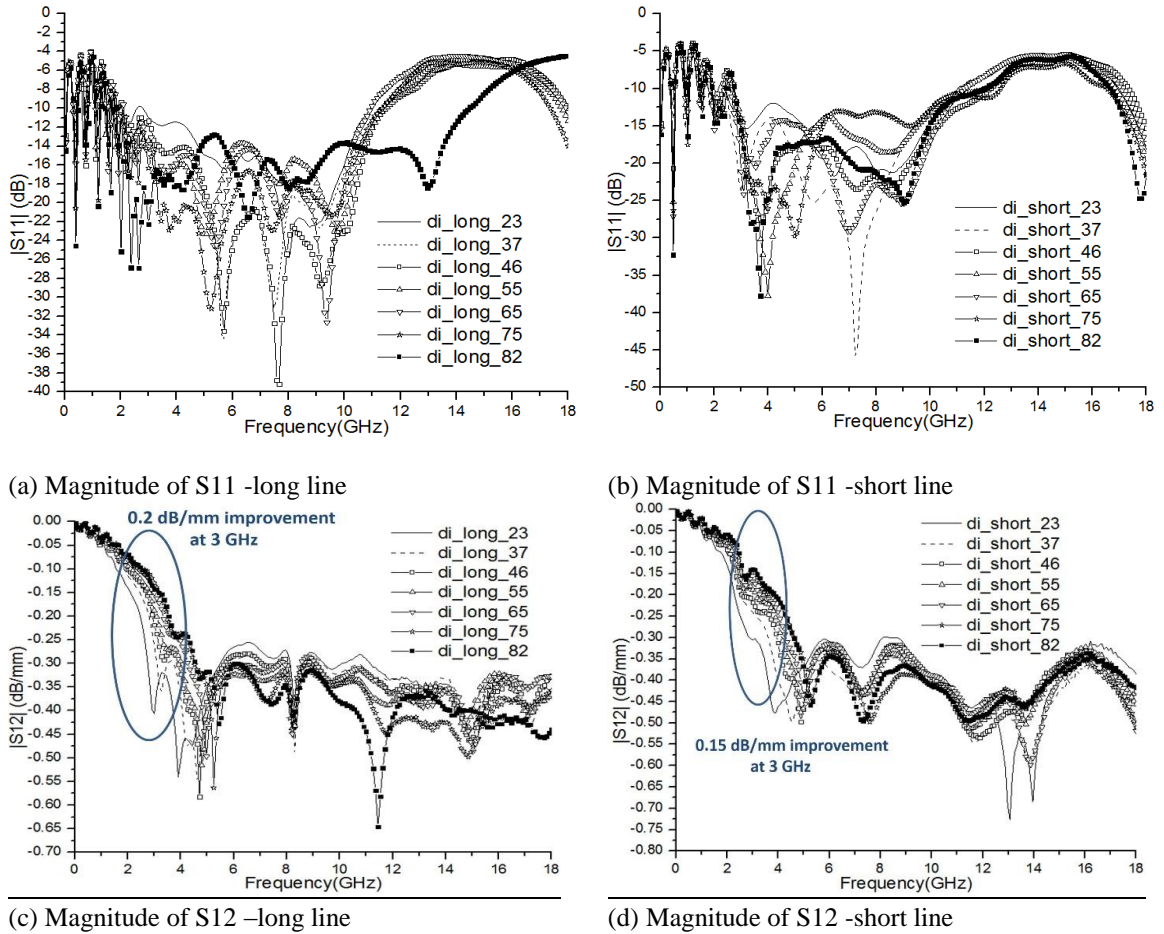 0
-4
-8
-10
-12
-14
-16
-18
-20
-22
-24
-26
-28
-30
-32
-34
-36
-38
-40
|S11| (dB)
di_long_23
di_long_37
di_long_46
di_long_55
di_long_65
di_long_75
di_long_82
0 2 4 6 8 10 12 14 16 18
Frequency(GHz)
0
-5
-10
-15
-20
-25
-30
-35
-40
-45
-50
|S11| (dB)
di_short_23
di_short_37
di_short_46
di_short_55
di_short_65
di_short_75
di_short_82
0 2 4 6 8 10 12 14 16 18
Frequency(GHz)
(a) Magnitude of S11 -long line
(b) Magnitude of S11 -short line
0.00
-0.05
-0.10
-0.15
-0.20
-0.25
-0.30
-0.35
-0.40
-0.45
-0.50
-0.55
-0.60
-0.65
-0.70
|S12| (dB/mm)
0.2 dB/mm improvement
at 3 GHz
di_long_23
di_long_37
di_long_46
di_long_55
di_long_65
di_long_75
di_long_82
0 2 4 6 8 10 12 14 16 18
Frequency(GHz)
0.00
-0.05
-0.10
-0.15
-0.20
-0.25
-0.30
-0.35
-0.40
-0.45
-0.50
-0.55
-0.60
-0.65
-0.70
-0.75
-0.80
|S12| (dB/mm)
di_short_23
di_short_37
di_short_46
di_short_55
di_short_65
di_short_75
di_short_82
0.15 dB/mm improvement
at 3 GHz
0 2 4 6 8 10 12 14 16 18
Frequency(GHz)
(c) Magnitude of S12 –long line
(d) Magnitude of S12 -short line